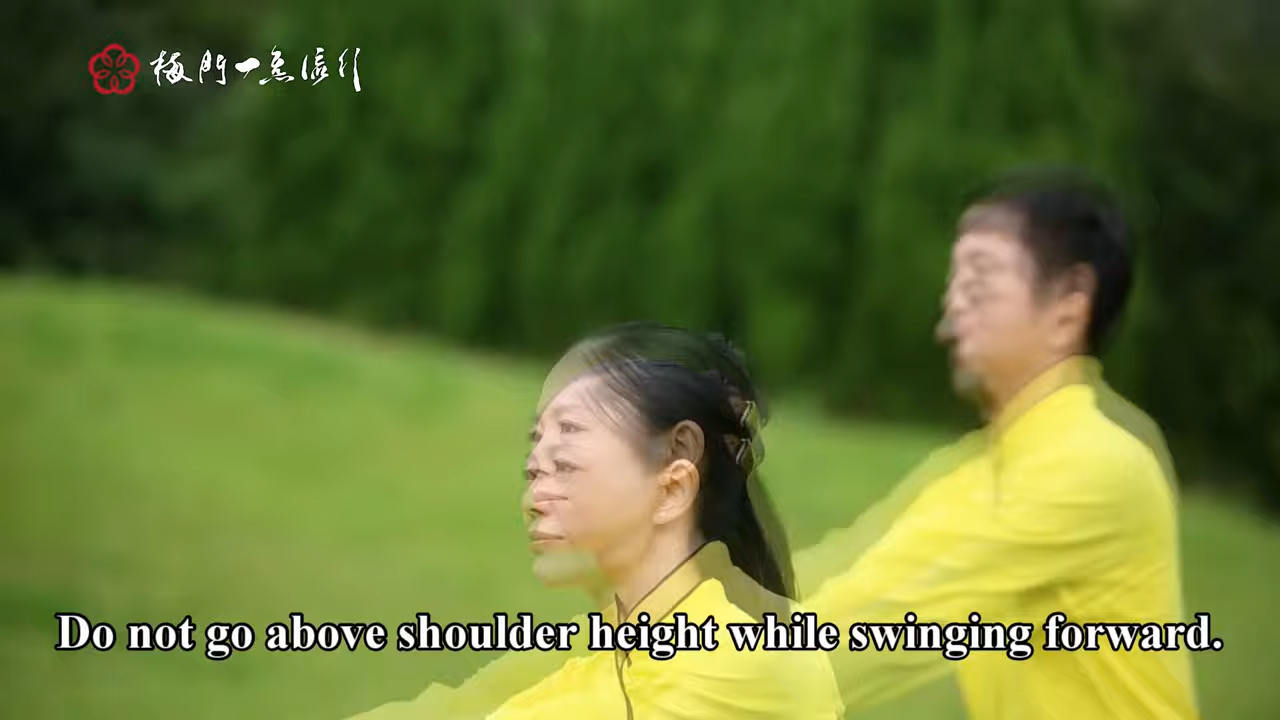 梅門一氣流行
Do not go above shoulder height while swinging forward.